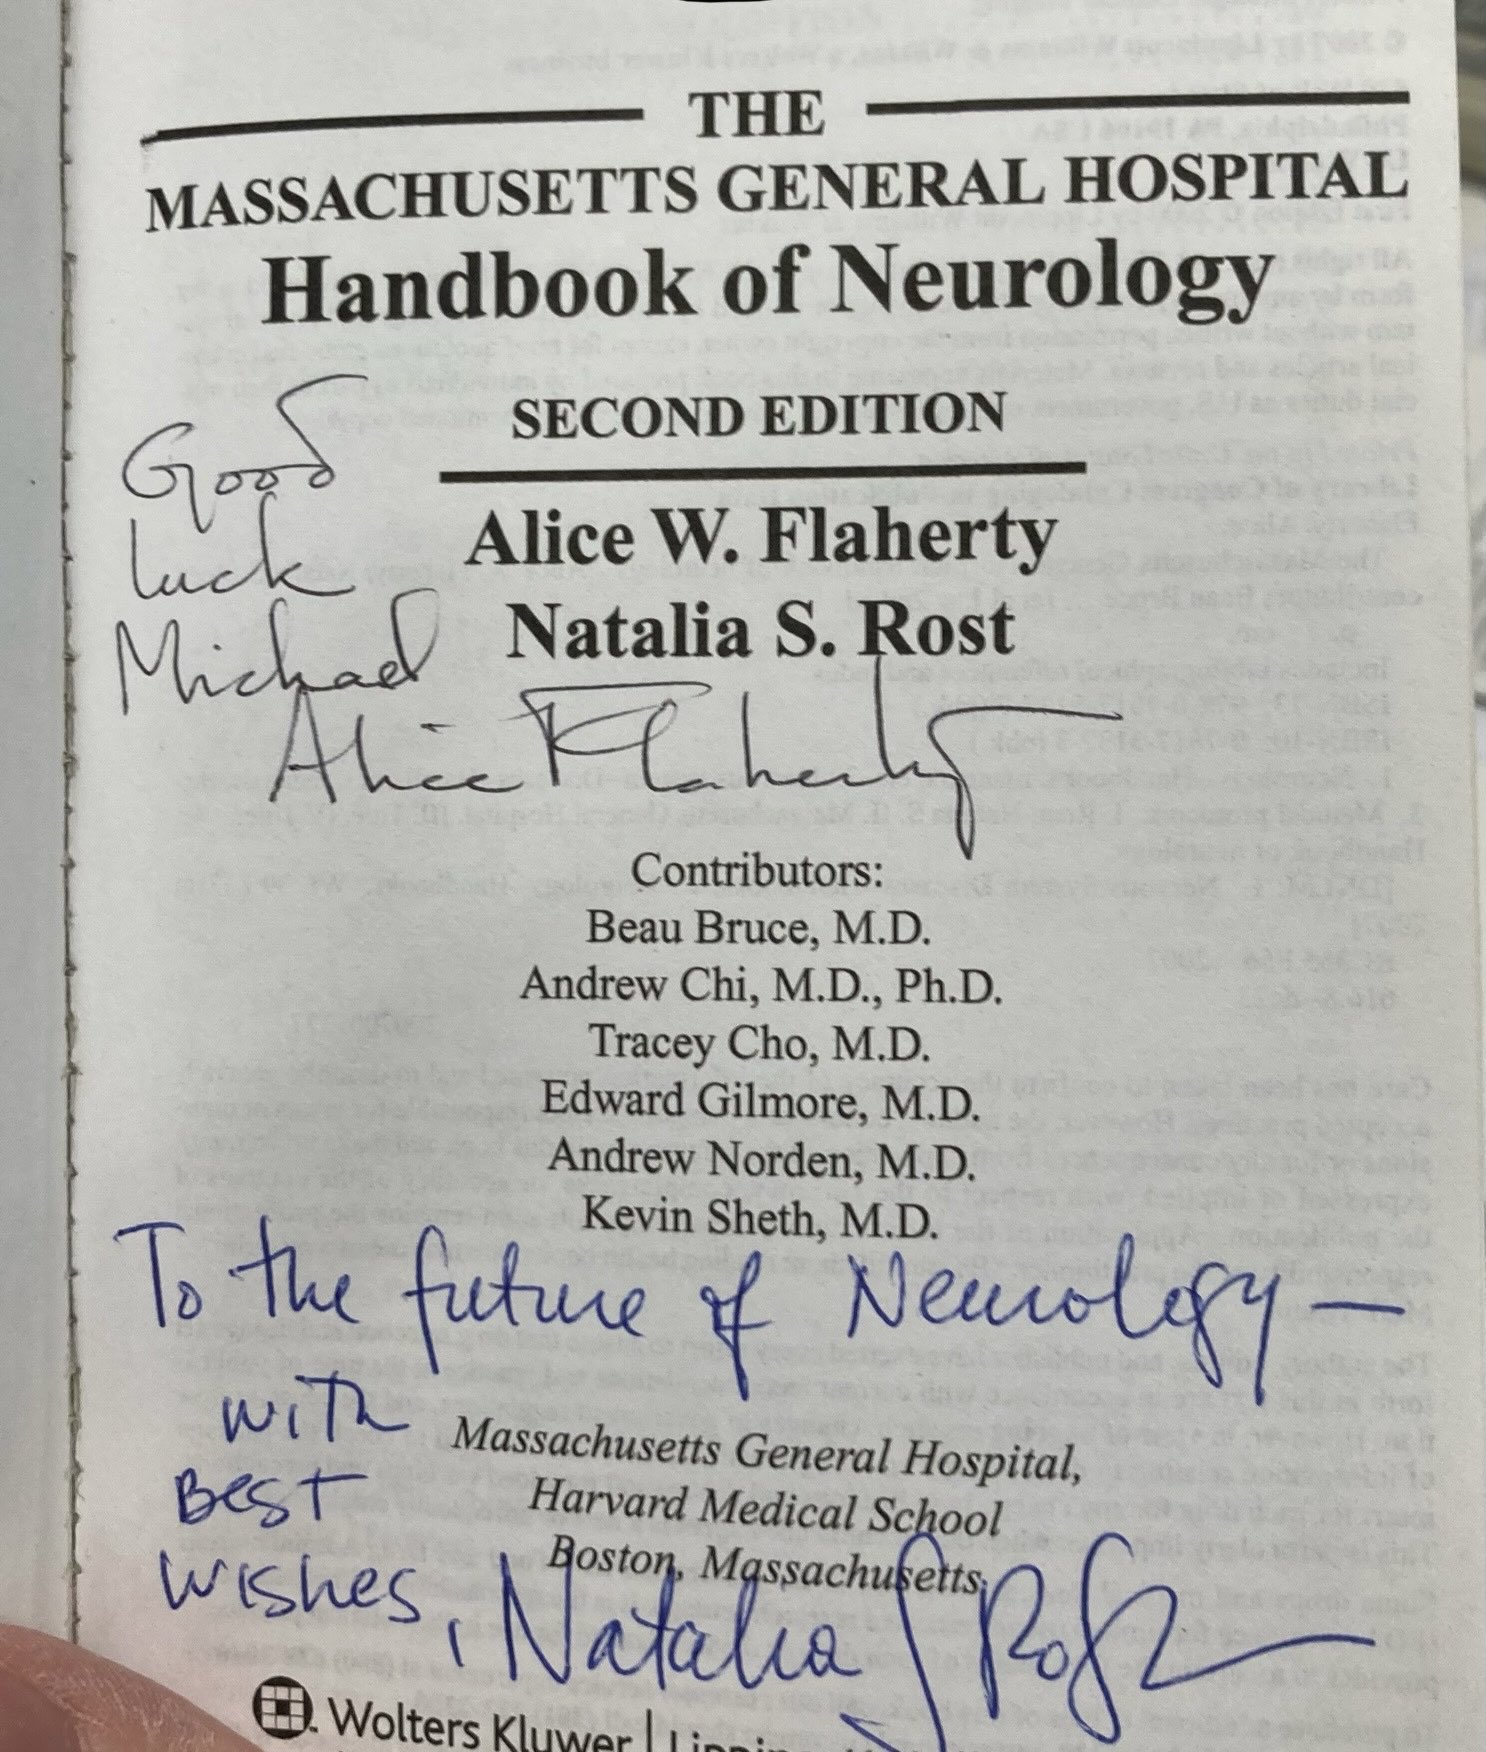 THE
MASSACHUSETTS GENERAL HOSPITAL
Handbook of Neurology
SECOND EDITION
Alice W. Flaherty
Natalia S. Rost
Good
luck
Michael
Alice Flaherty
Contributors:
Beau Bruce, M.D.
Andrew Chi, M.D., Ph.D.
Tracey Cho, M.D.
Edward Gilmore, M.D.
Andrew Norden, M.D.
Kevin Sheth, M.D.
To the future of Neurology —
with
Best
wishes,
Massachusetts General Hospital,
Harvard Medical School
Boston, Massachusetts
Natalia S Rost
Wolters Kluwer |